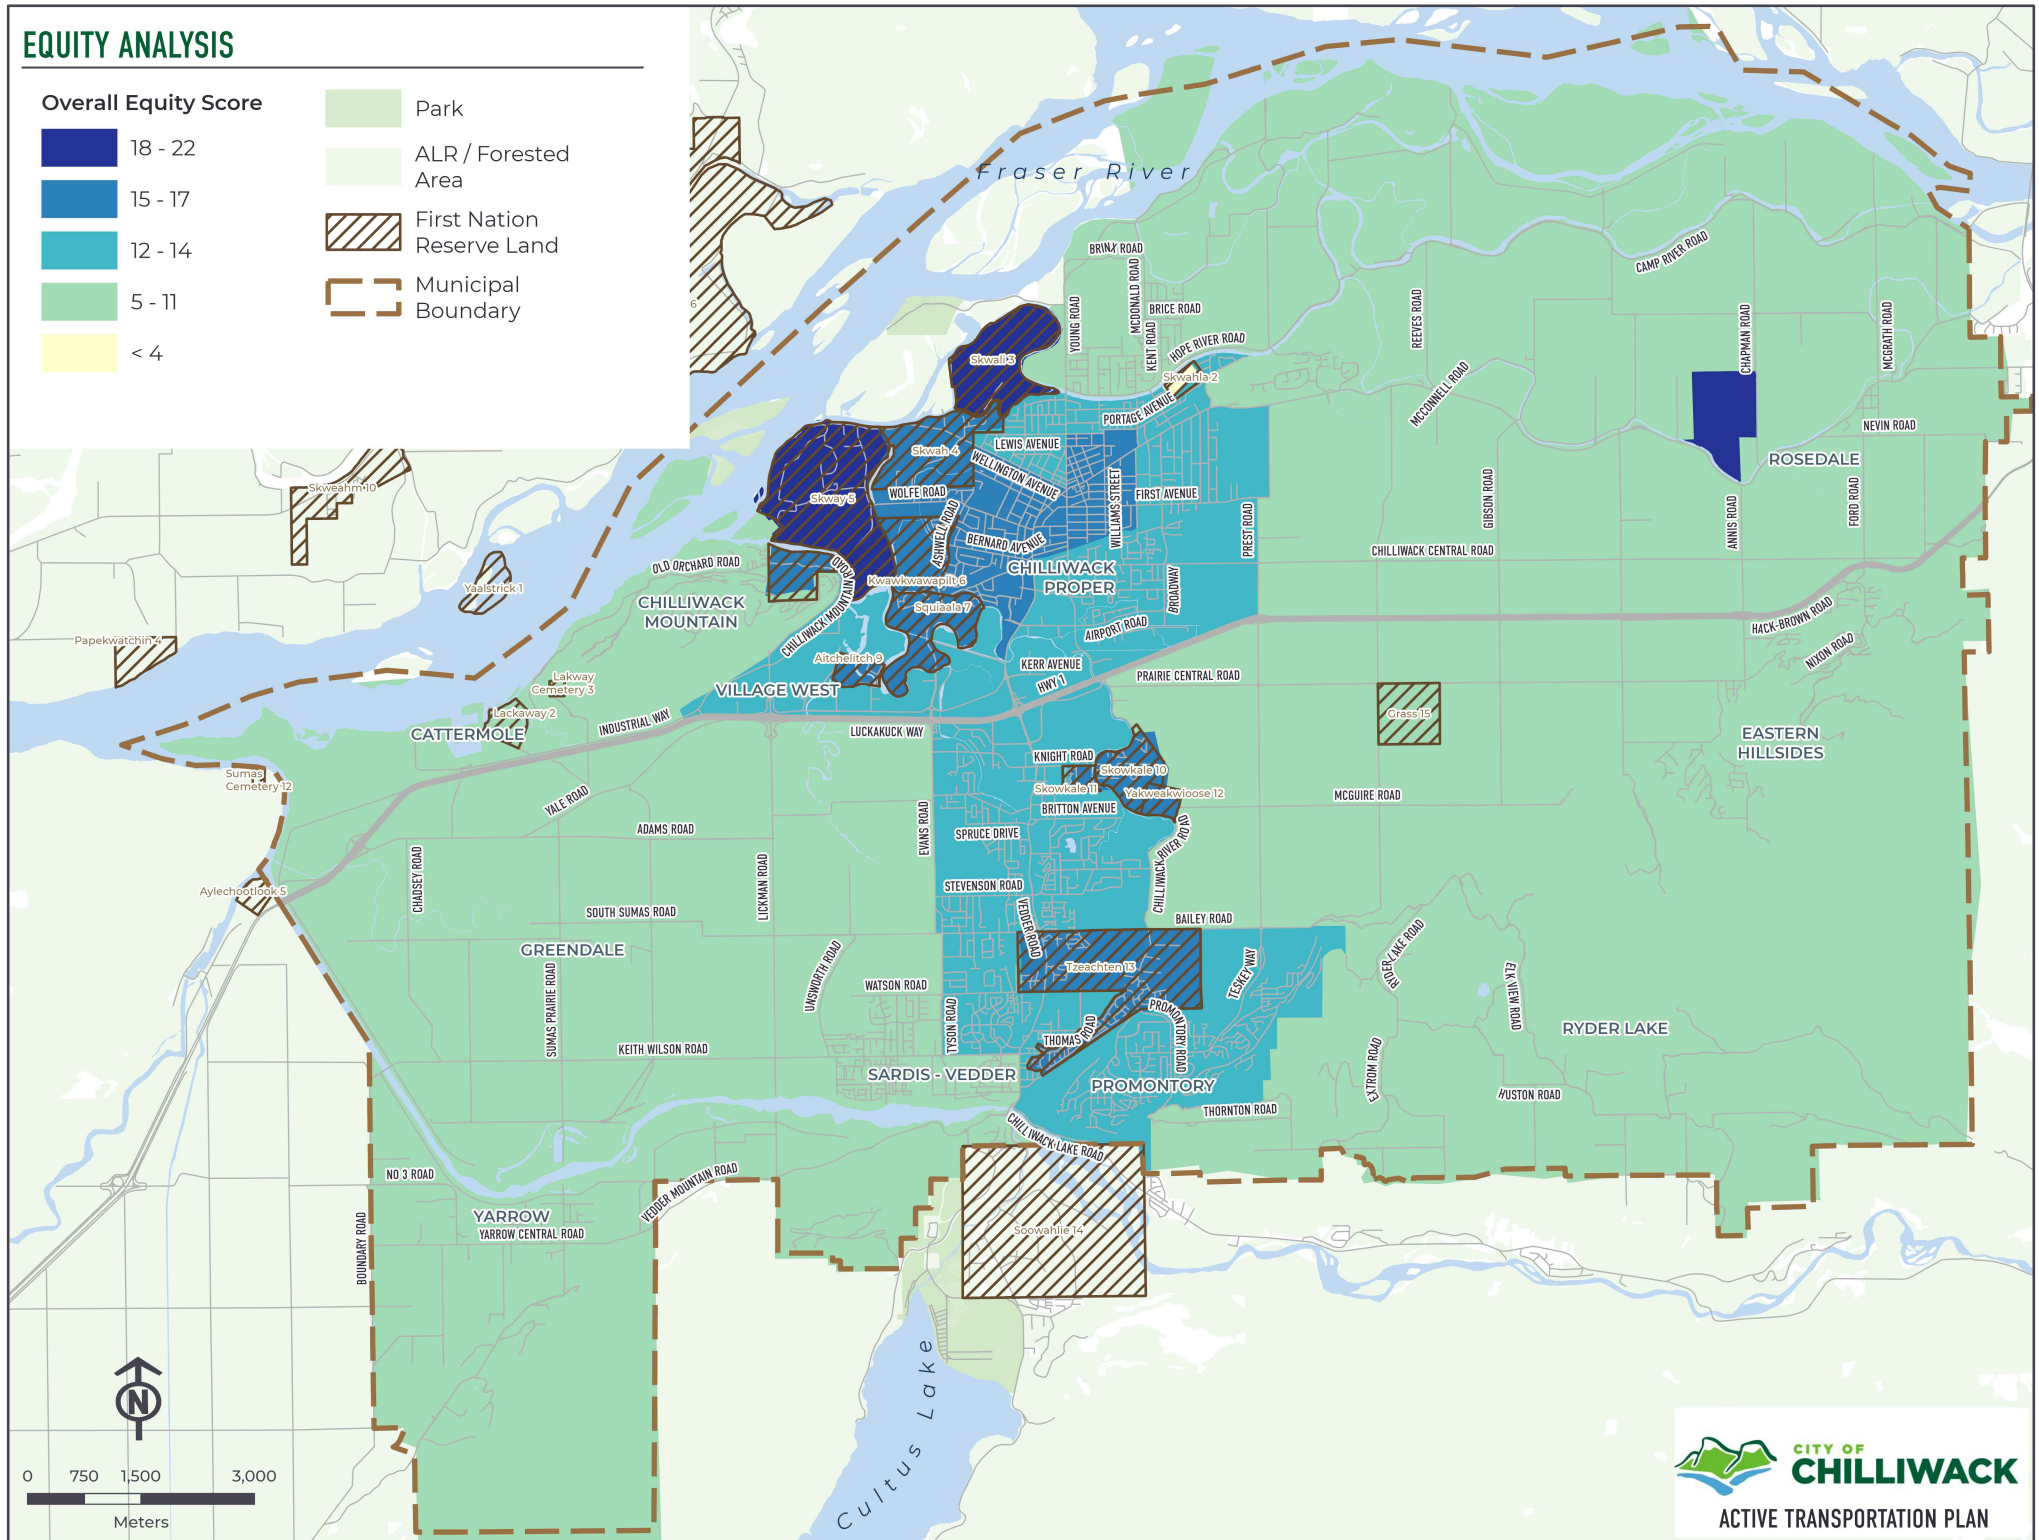 EQUITY ANALYSIS
Overall Equity Score
18 - 22
15 - 17
12 - 14
5 - 11
< 4
Park
ALR / Forested
Area
First Nation
Reserve Land
Municipal
Boundary
Fraser River
BRINX ROAD
MCDONALD ROAD
YOUNG ROAD
BRICE ROAD
KENT ROAD
HOPE RIVER ROAD
CAMP RIVER ROAD
REEVES ROAD
CHAPMAN ROAD
MCGRATH ROAD
6
Skwali 3
Skwahla 2
PORTAGE AVENUE
MCCONNELL ROAD
NEVIN ROAD
ROSEDALE
LEWIS AVENUE
Skwah 4
WELLINGTON AVENUE
WOLFE ROAD
Skway 5
WILLIAMS STREET
FIRST AVENUE
PREST ROAD
GIBSON ROAD
ANNIS ROAD
FORD ROAD
Skweahm 10
ASHWELL ROAD
BERNARD AVENUE
CHILLIWACK CENTRAL ROAD
OLD ORCHARD ROAD
CHILLIWACK
PROPER
Kwawkwawapilt 6
Yaalstrick 1
CHILLIWACK
MOUNTAIN
CHILLIWACK MOUNTAIN ROAD
Squiaala 7
BROADWAY
AIRPORT ROAD
HACK-BROWN ROAD
NIXON ROAD
Papekwatchin 4
Aitchelitch 9
KERR AVENUE
HWY 1
PRAIRIE CENTRAL ROAD
Lakway
Cemetery 3
VILLAGE WEST
Lackaway 2
CATTERMOLE
INDUSTRIAL WAY
LUCKAKUCK WAY
Grass 15
EASTERN
HILLSIDES
KNIGHT ROAD
Skowkale 10
Skowkale 11
Yakweakwioose 12
BRITTON AVENUE
MCGUIRE ROAD
Sumas
Cemetery 12
YALE ROAD
ADAMS ROAD
EVANS ROAD
SPRUCE DRIVE
CHILLIWACK RIVER ROAD
CHADSEY ROAD
LICKMAN ROAD
Aylechootlook 5
STEVENSON ROAD
SOUTH SUMAS ROAD
VEDDER ROAD
BAILEY ROAD
GREENDALE
UNSWORTH ROAD
Tzeachten 13
TESKEY WAY
RYDER LAKE ROAD
ELK VIEW ROAD
SUMAS PRAIRIE ROAD
WATSON ROAD
TYSON ROAD
THOMAS ROAD
PROMONTORY ROAD
RYDER LAKE
KEITH WILSON ROAD
SARDIS - VEDDER
PROMONTORY
EXTROM ROAD
HUSTON ROAD
THORNTON ROAD
CHILLIWACK LAKE ROAD
NO 3 ROAD
VEDDER MOUNTAIN ROAD
YARROW
YARROW CENTRAL ROAD
BOUNDARY ROAD
Soowahlie 14
Cultus Lake
N
0 750 1,500 3,000
Meters
CITY OF
CHILLIWACK
ACTIVE TRANSPORTATION PLAN